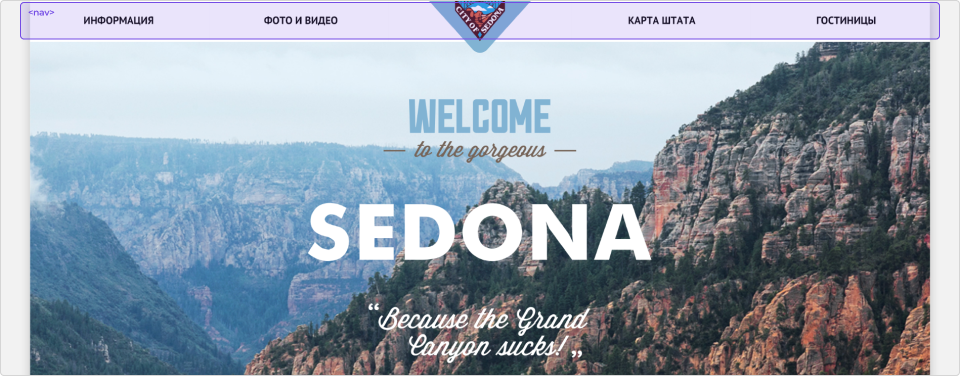 <nav>
ИНФОРМАЦИЯ ФОТО И ВИДЕО КАРТА ШТАТА ГОСТИНИЦЫ
CITY OF SEDONA
WELCOME
to the gorgeous
SEDONA
“Because the Grand
Canyon sucks!„